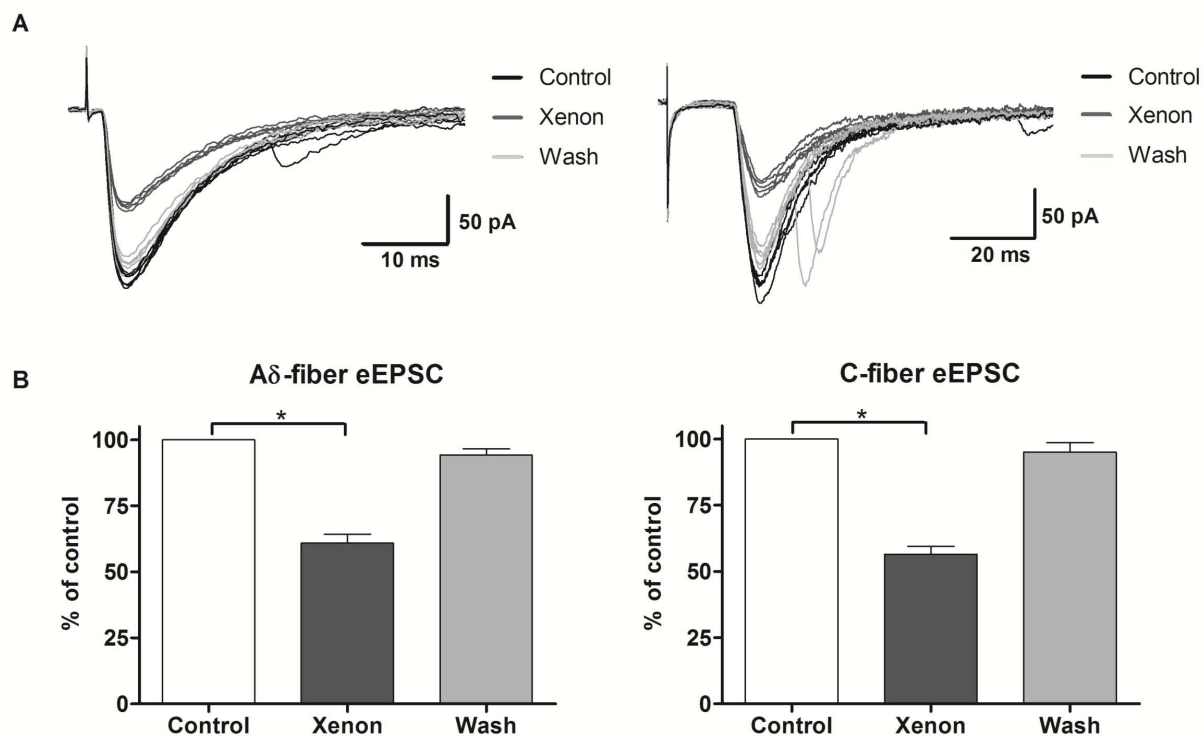 A
Control
Xenon
Wash
50 pA
10 ms
Control
Xenon
Wash
50 pA
20 ms
B
Aδ-fiber eEPSC
*
% of control
100
75
50
25
0
Control Xenon Wash
C-fiber eEPSC
*
% of control
100
75
50
25
0
Control Xenon Wash